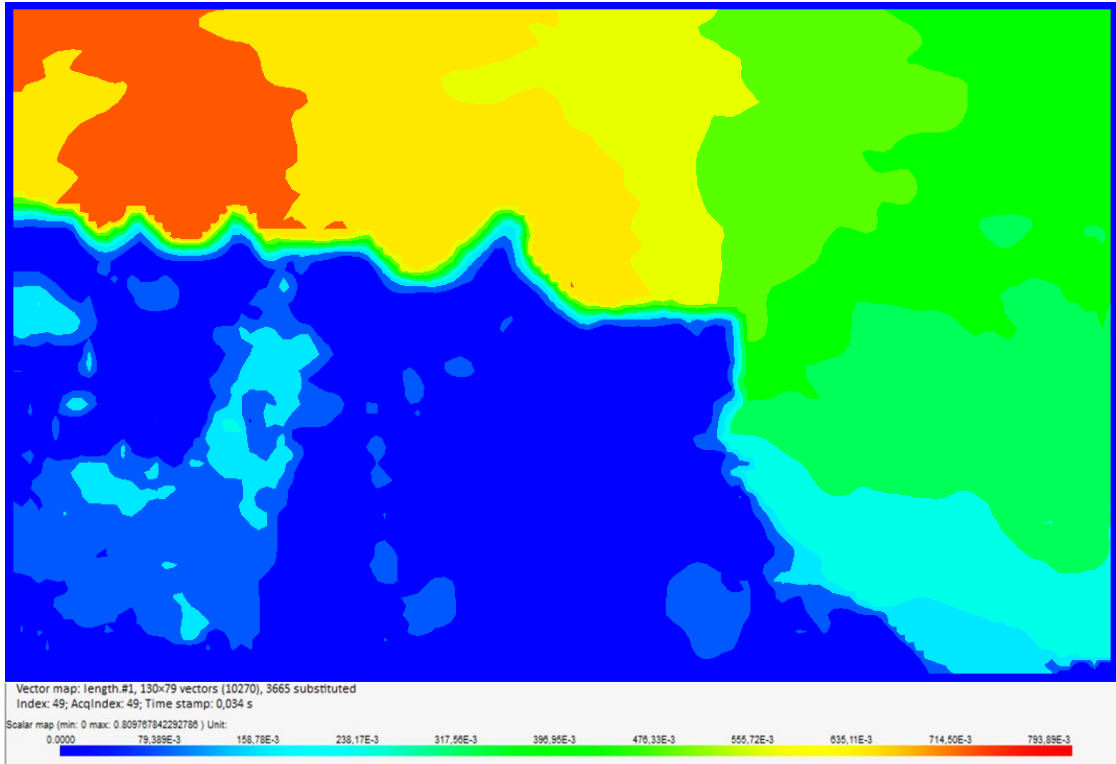 Vector map: length.#1, 130×79 vectors (10270), 3665 substituted
Index: 49; AcqIndex: 49; Time stamp: 0,034 s
Scalar map (min: 0 max: 0.809767842292786 ) Unit:
0.0000 79,389E-3 158,78E-3 238,17E-3 317,56E-3 396,95E-3 476,33E-3 555,72E-3 635,11E-3 714,50E-3 793,89E-3